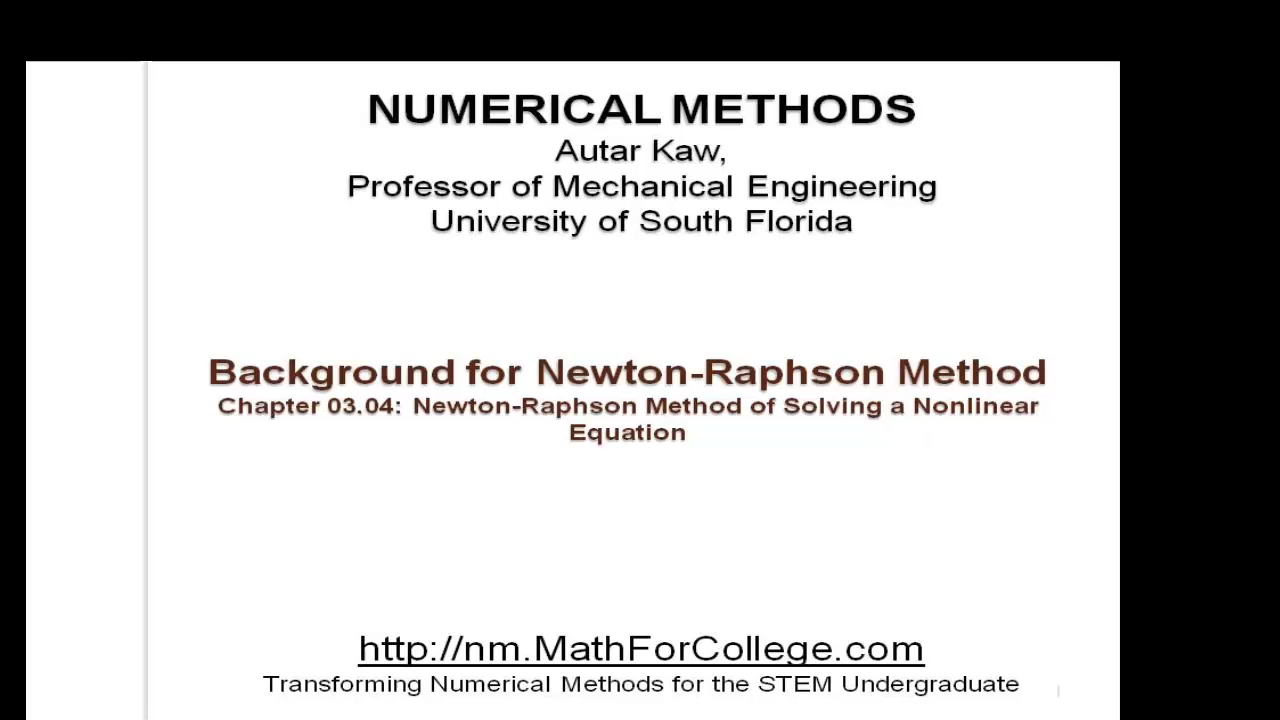 NUMERICAL METHODS
Autar Kaw,
Professor of Mechanical Engineering
University of South Florida
Background for Newton-Raphson Method
Chapter 03.04: Newton-Raphson Method of Solving a Nonlinear
Equation
http://nm.MathForCollege.com
Transforming Numerical Methods for the STEM Undergraduate